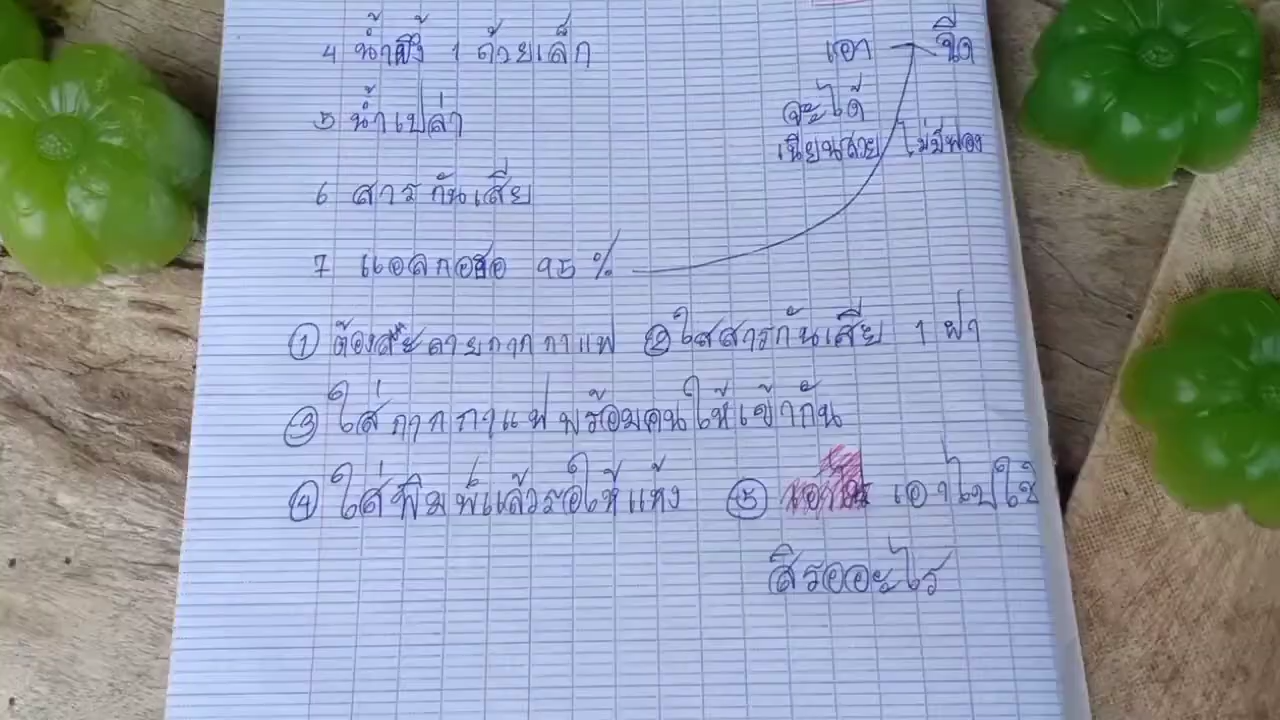 4 น้ำผึ้ง 1 ถ้วยเล็ก
เอา ฉีด
5 น้ำเปล่า
จะได้
เนียนสวย ไม่มีฟอง
6 สารกันเสีย
7 แอลกอฮอ 95 %
① ต้องละลายกากกาแฟ ② ใสสารกันเสีย 1 ฝา
③ ใส่กากกาแฟพร้อมคนให้เข้ากัน
④ ใส่พิมพ์แล้วรอให้แห้ง ⑤ เอาไปใช้
สิรออะไร